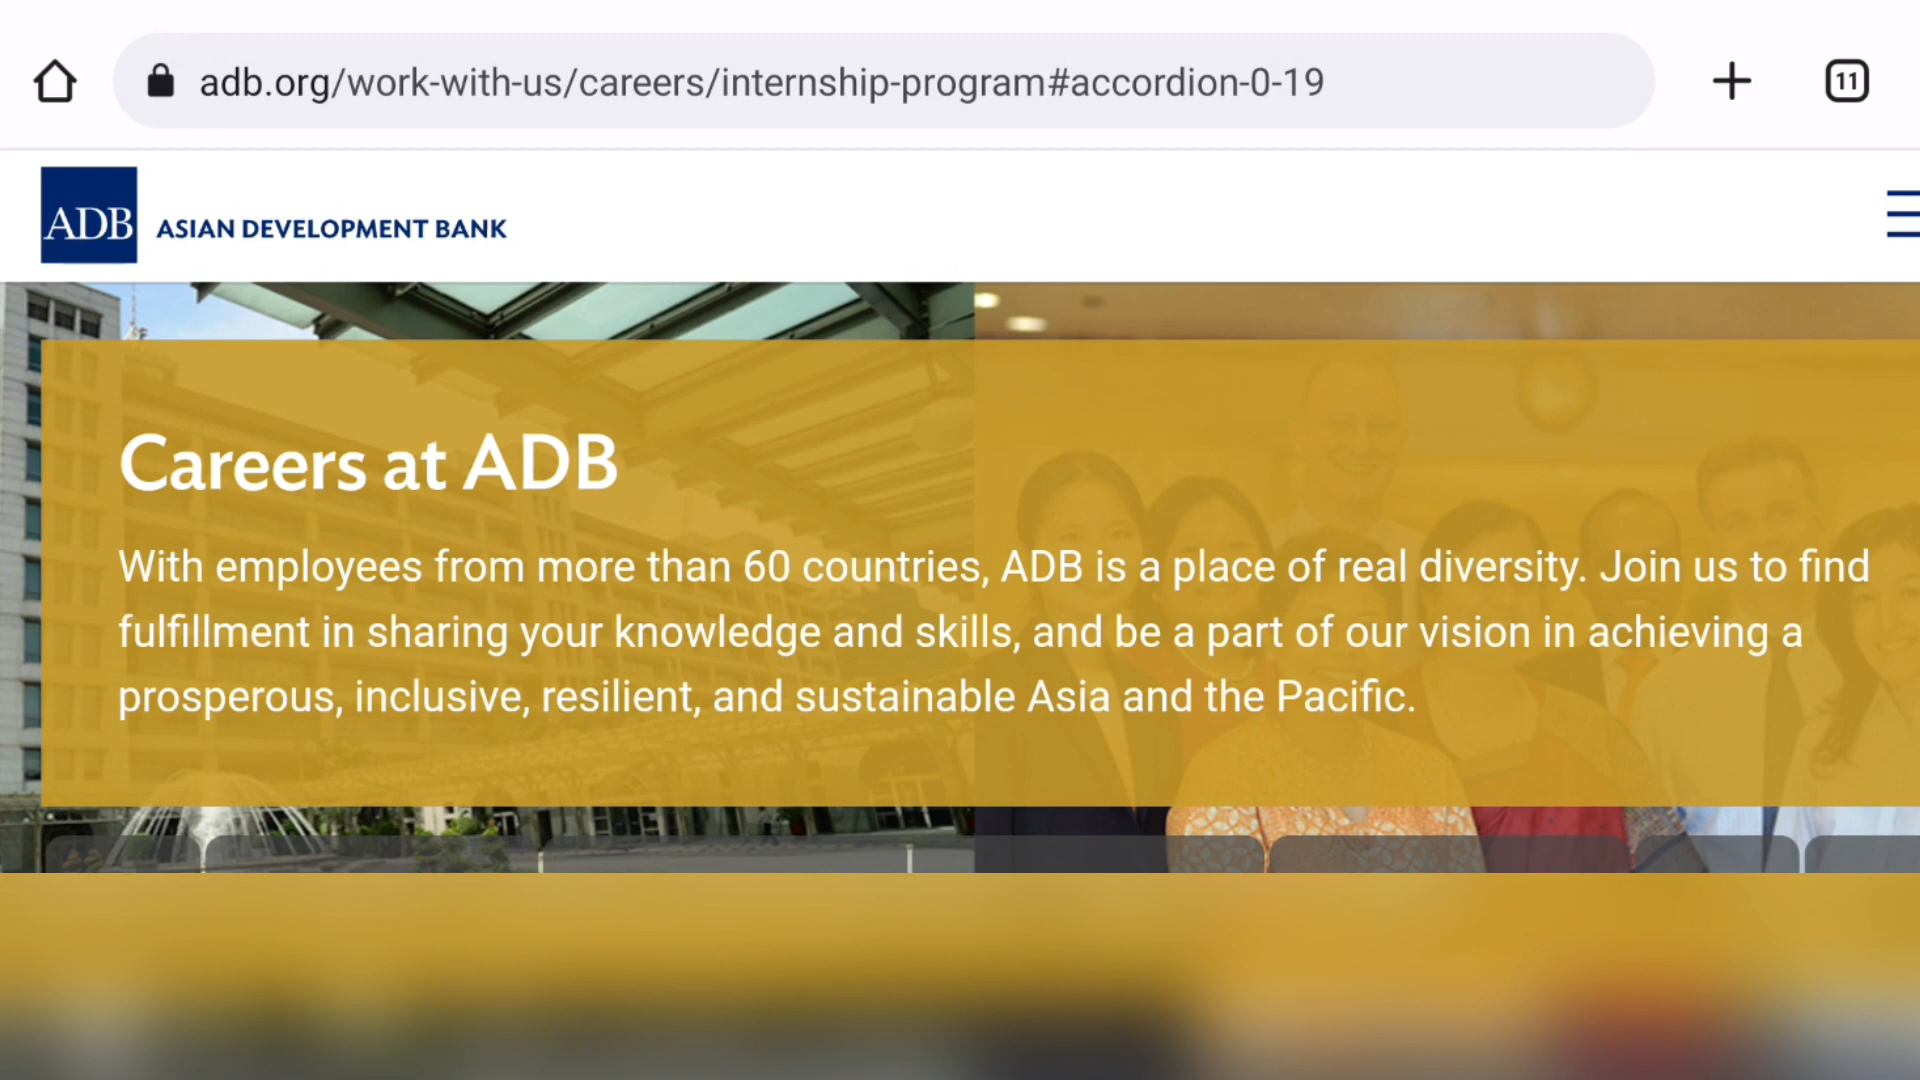 adb.org/work-with-us/careers/internship-program#accordion-0-19
11
ADB
ASIAN DEVELOPMENT BANK
Careers at ADB
With employees from more than 60 countries, ADB is a place of real diversity. Join us to find
fulfillment in sharing your knowledge and skills, and be a part of our vision in achieving a
prosperous, inclusive, resilient, and sustainable Asia and the Pacific.